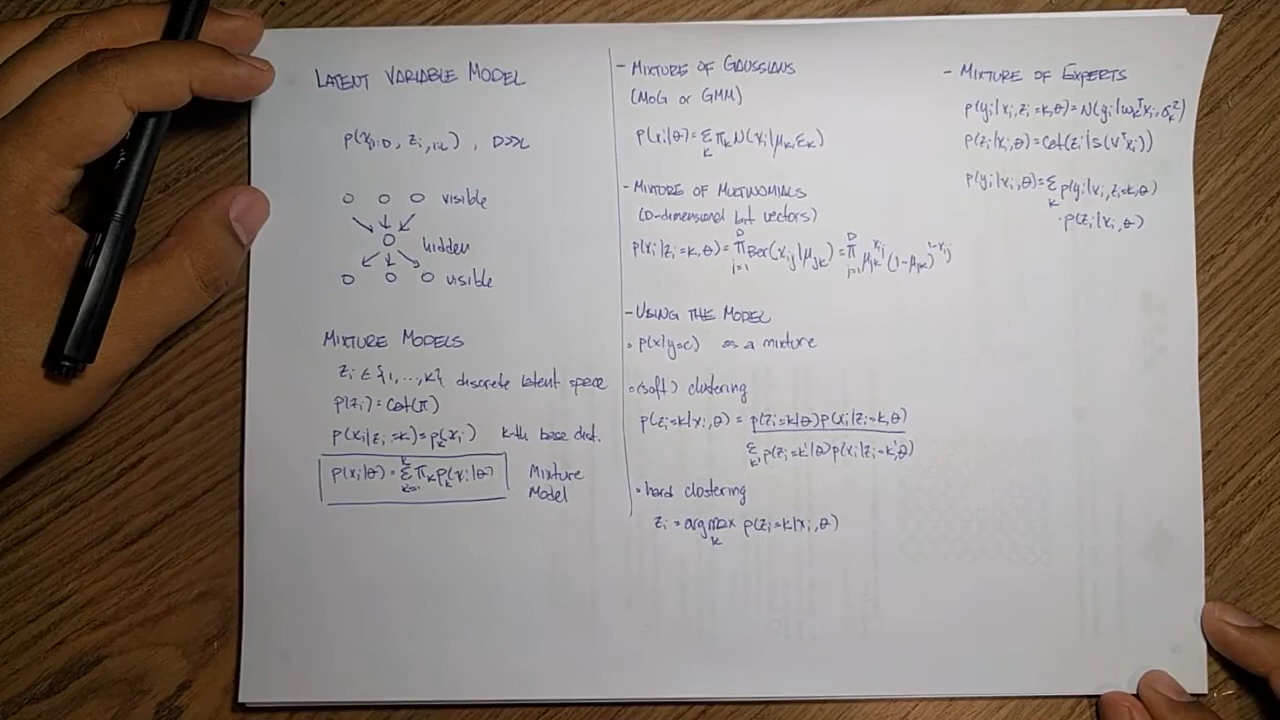 LATENT VARIABLE MODEL
p(x_{i,1:D}, z_{i,1:L}), D>>L
visible
hidden
visible
MIXTURE MODELS
z_i ∈ {1,...,K} discrete latent space
p(z_i) = Cat(π)
p(x_i|z_i=k) = p_k(x_i) k-th base dist.
p(x_i|θ) = Σ_{k=1}^{K} π_k p_k(x_i|θ) Mixture
Model
- MIXTURE OF GAUSSIANS
(MoG or GMM)
p(x_i|θ) = Σ_k π_k N(x_i|μ_k, Σ_k)
- MIXTURE OF MULTINOMIALS
(D-dimensional bit vectors)
p(x_i|z_i=k,θ) = π_{j=1}^{D} Ber(x_{ij}|μ_{jk}) = π_{j=1}^{D} μ_{jk}^{x_{ij}} (1-μ_{jk})^{1-x_{ij}}
- USING THE MODEL
• p(x|y=c) as a mixture
• (soft) clustering
p(z_i=k|x_i,θ) = p(z_i=k|θ)p(x_i|z_i=k,θ)
Σ_{k'} p(z_i=k'|θ)p(x_i|z_i=k',θ)
• hard clustering
z_i = argmax_k p(z_i=k|x_i,θ)
- MIXTURE OF EXPERTS
p(y_i|x_i,z_i=k,θ) = N(y_i|w_k^T x_i, σ_k^2)
p(z_i|x_i,θ) = Cat(z_i|S(V^T x_i))
p(y_i|x_i,θ) = Σ_k p(y_i|x_i,z_i=k,θ)
· p(z_i|x_i,θ)